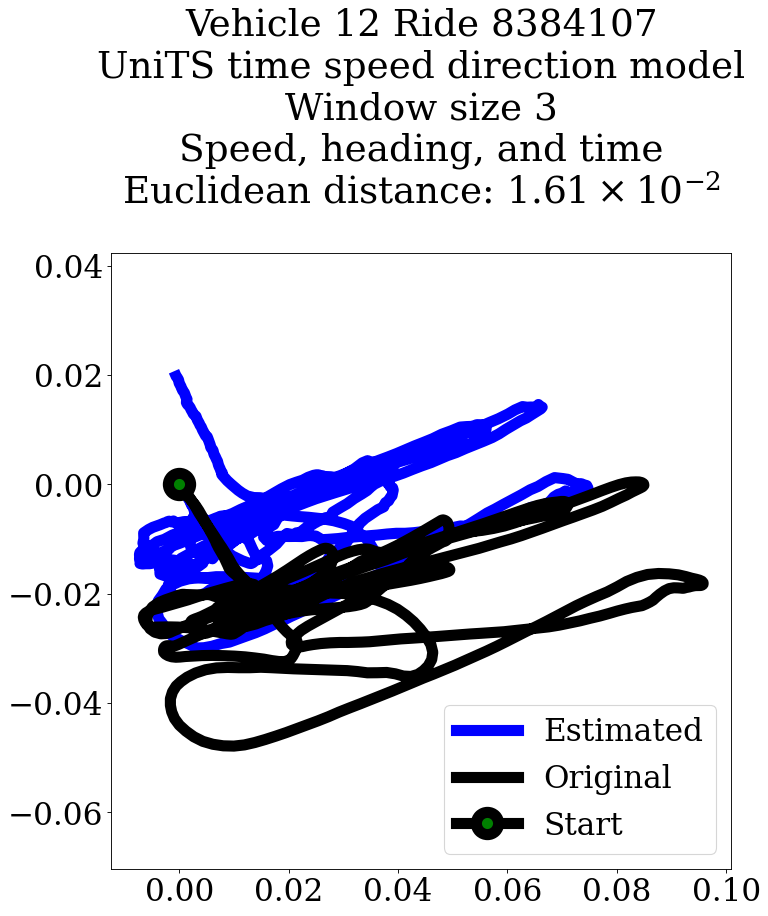 Vehicle 12 Ride 8384107
UniTS time speed direction model
Window size 3
Speed, heading, and time
Euclidean distance: 1.61 × 10⁻²
0.04
0.02
0.00
−0.02
−0.04
−0.06
Estimated
Original
Start
0.00 0.02 0.04 0.06 0.08 0.10